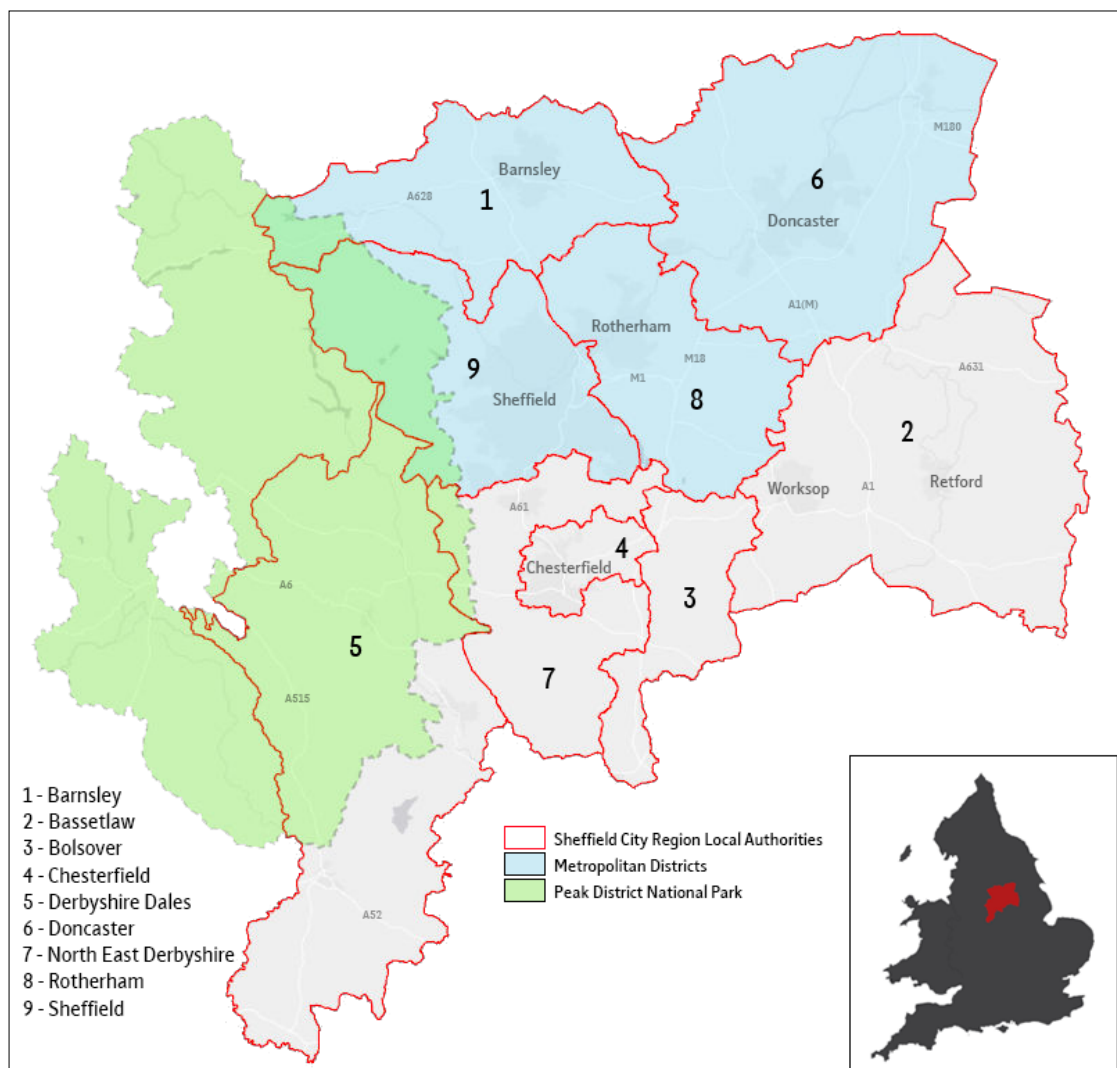 M180
Barnsley
6
A628
1
Doncaster
A1(M)
Rotherham
M18
A631
9
M1
Sheffield
8
2
Worksop
A1
Retford
A61
4
Chesterfield
A6
3
5
7
A515
1 - Barnsley
2 - Bassetlaw
3 - Bolsover
4 - Chesterfield
5 - Derbyshire Dales
6 - Doncaster
7 - North East Derbyshire
8 - Rotherham
9 - Sheffield
Sheffield City Region Local Authorities
Metropolitan Districts
Peak District National Park
A52